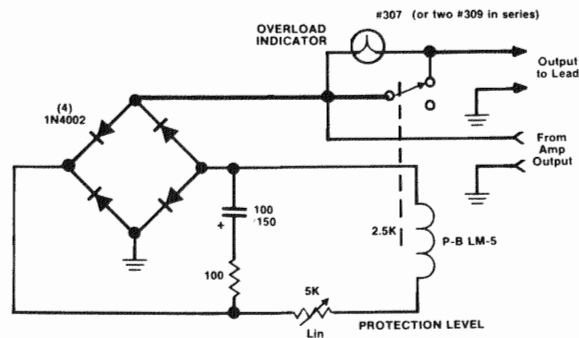 #307 (or two #309 in series)
OVERLOAD
INDICATOR
Output
to Lead
(4)
1N4002
From
Amp
Output
100
150
+
2.5K
P-B LM-5
100
5K
Lin
PROTECTION LEVEL